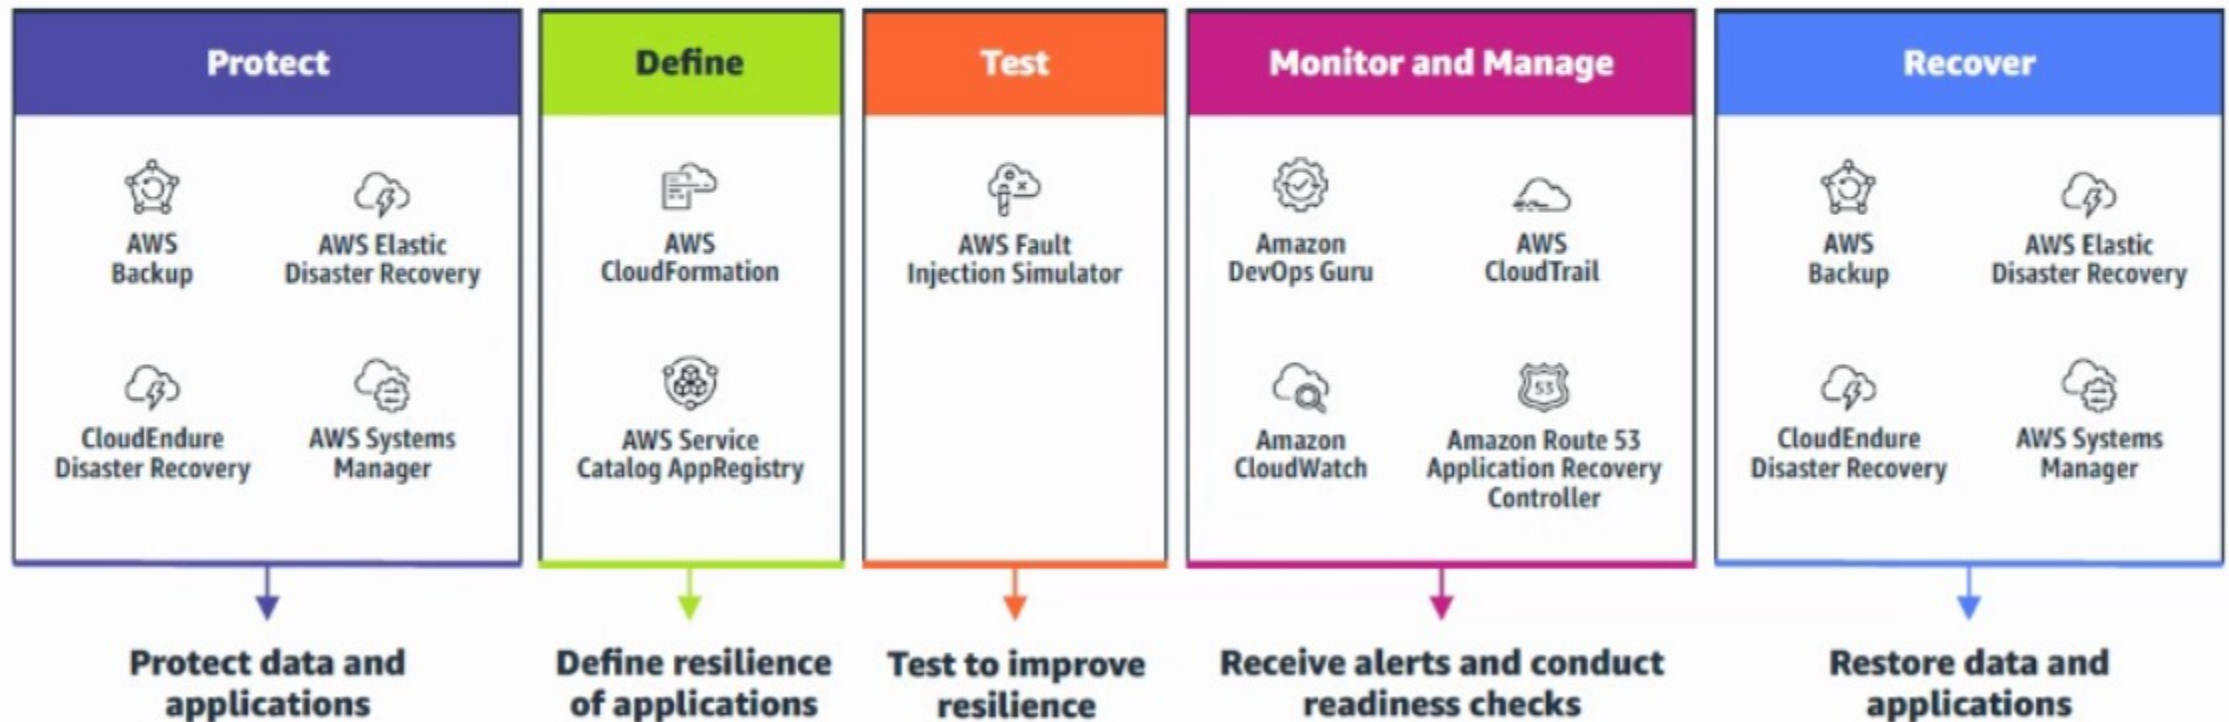 Protect
AWS
Backup
AWS Elastic
Disaster Recovery
CloudEndure
Disaster Recovery
AWS Systems
Manager
Protect data and
applications
Define
AWS
CloudFormation
AWS Service
Catalog AppRegistry
Define resilience
of applications
Test
AWS Fault
Injection Simulator
Test to improve
resilience
Monitor and Manage
Amazon
DevOps Guru
AWS
CloudTrail
Amazon
CloudWatch
53
Amazon Route 53
Application Recovery
Controller
Receive alerts and conduct
readiness checks
Recover
AWS
Backup
AWS Elastic
Disaster Recovery
CloudEndure
Disaster Recovery
AWS Systems
Manager
Restore data and
applications